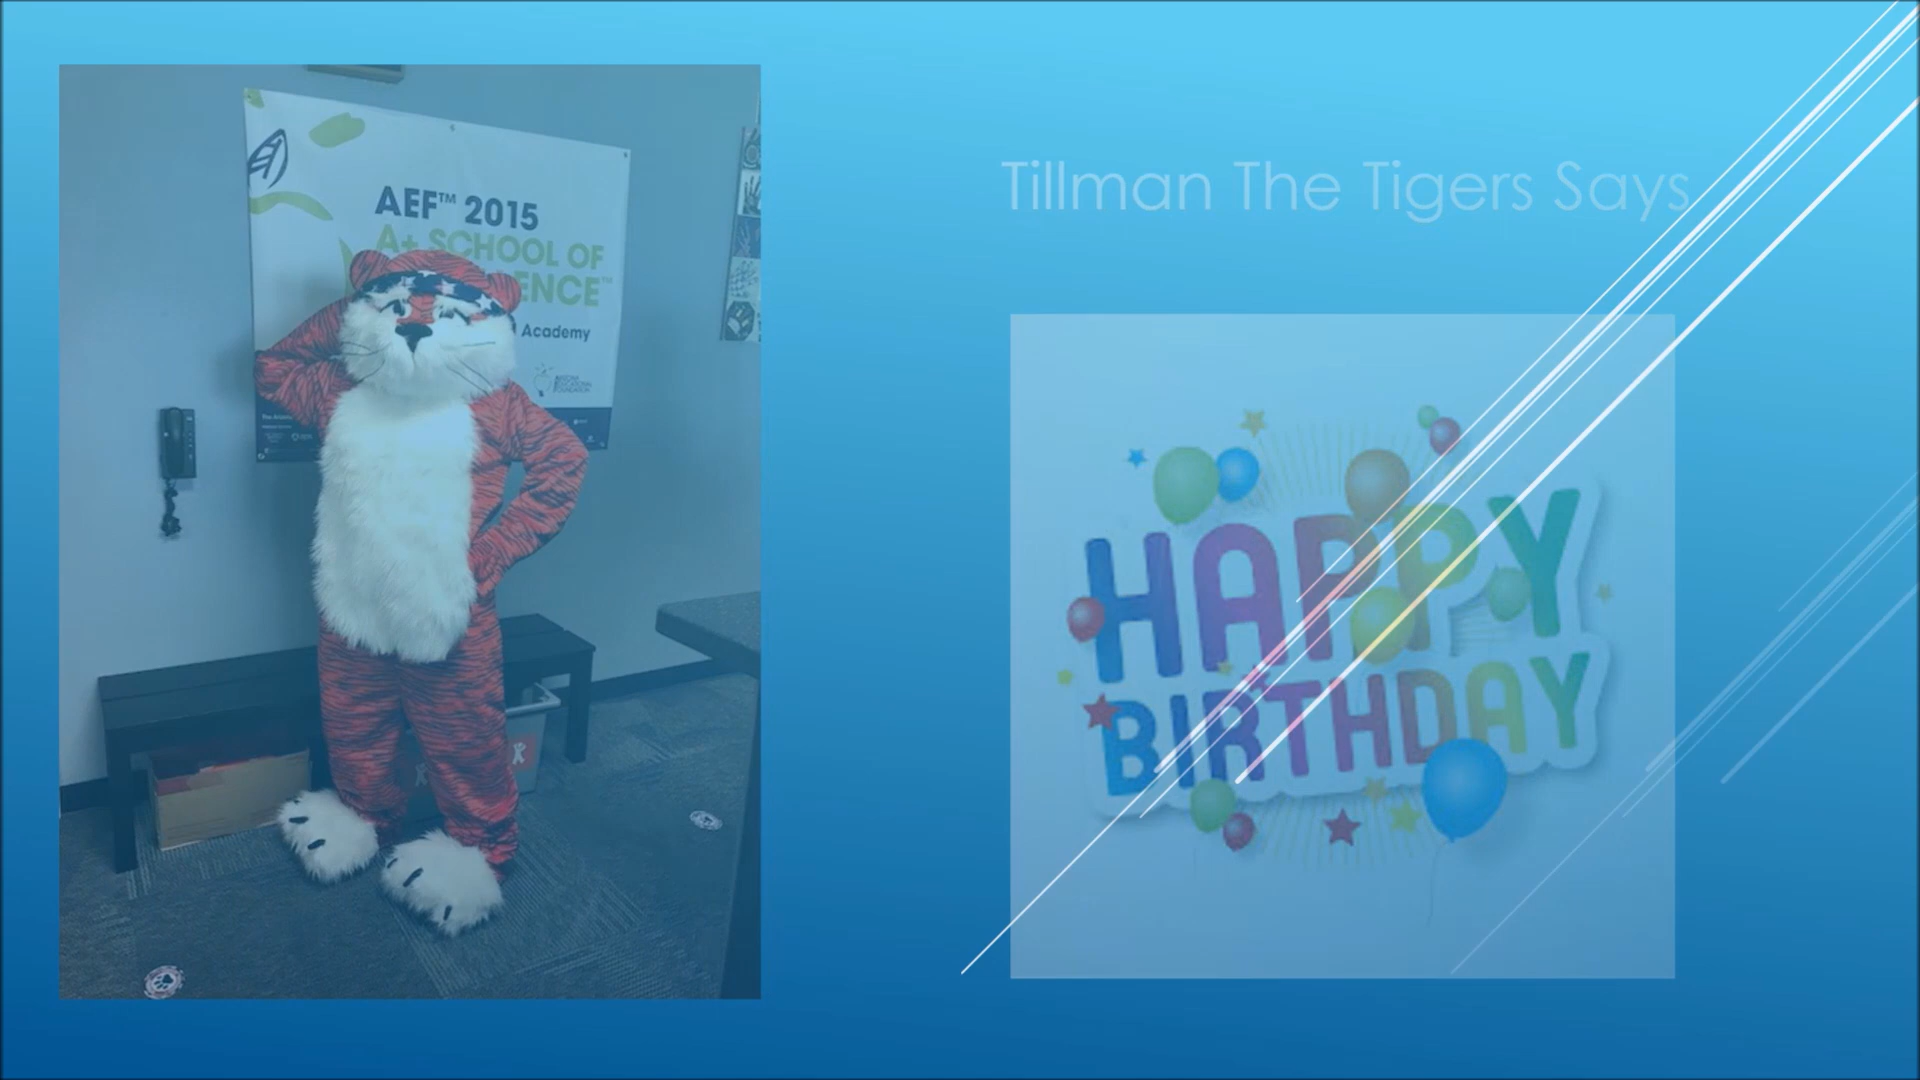 AEF™ 2015
A+ SCHOOL OF
ENCE™
Academy
Tillman The Tigers Says
HAPPY
BIRTHDAY